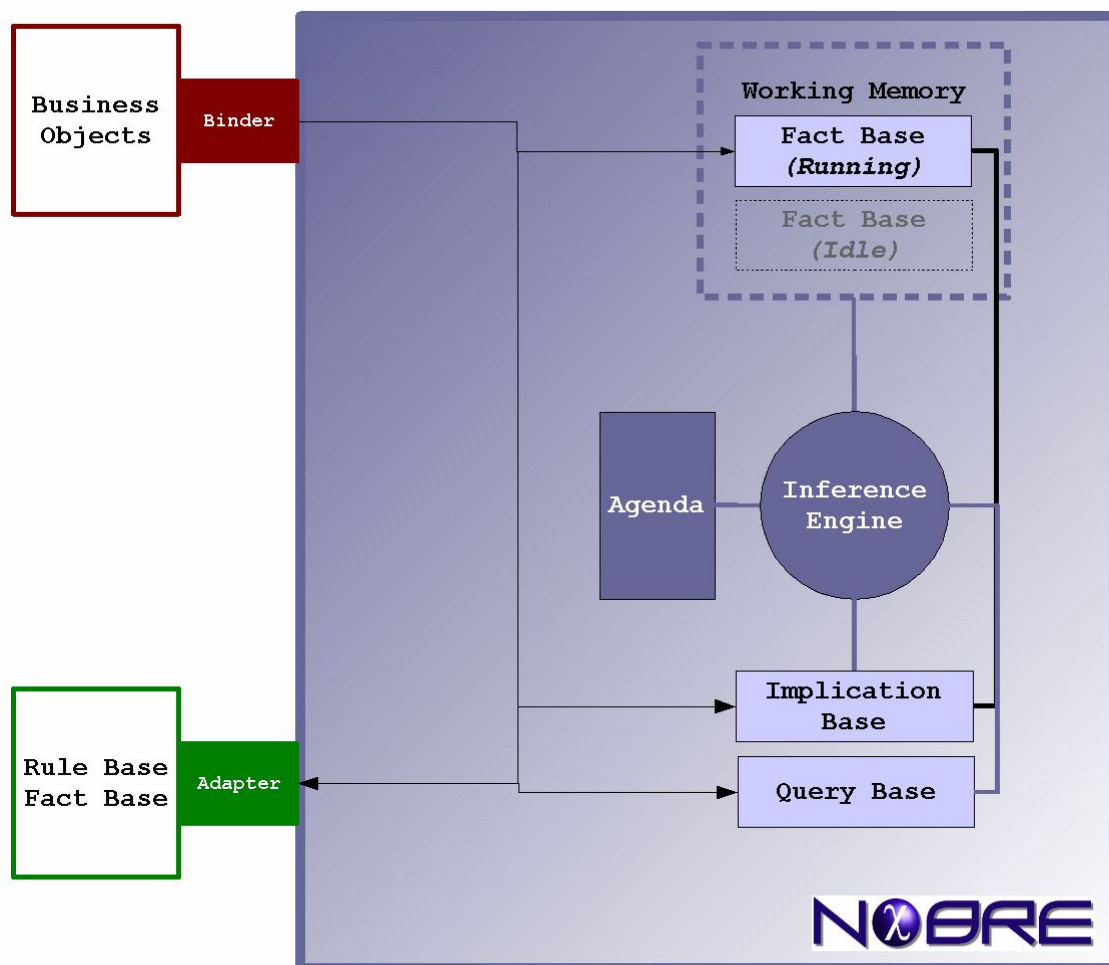 Business
Objects
Binder
Working Memory
Fact Base
(Running)
Fact Base
(Idle)
Agenda
Inference
Engine
Implication
Base
Rule Base
Fact Base
Adapter
Query Base
NXBRE